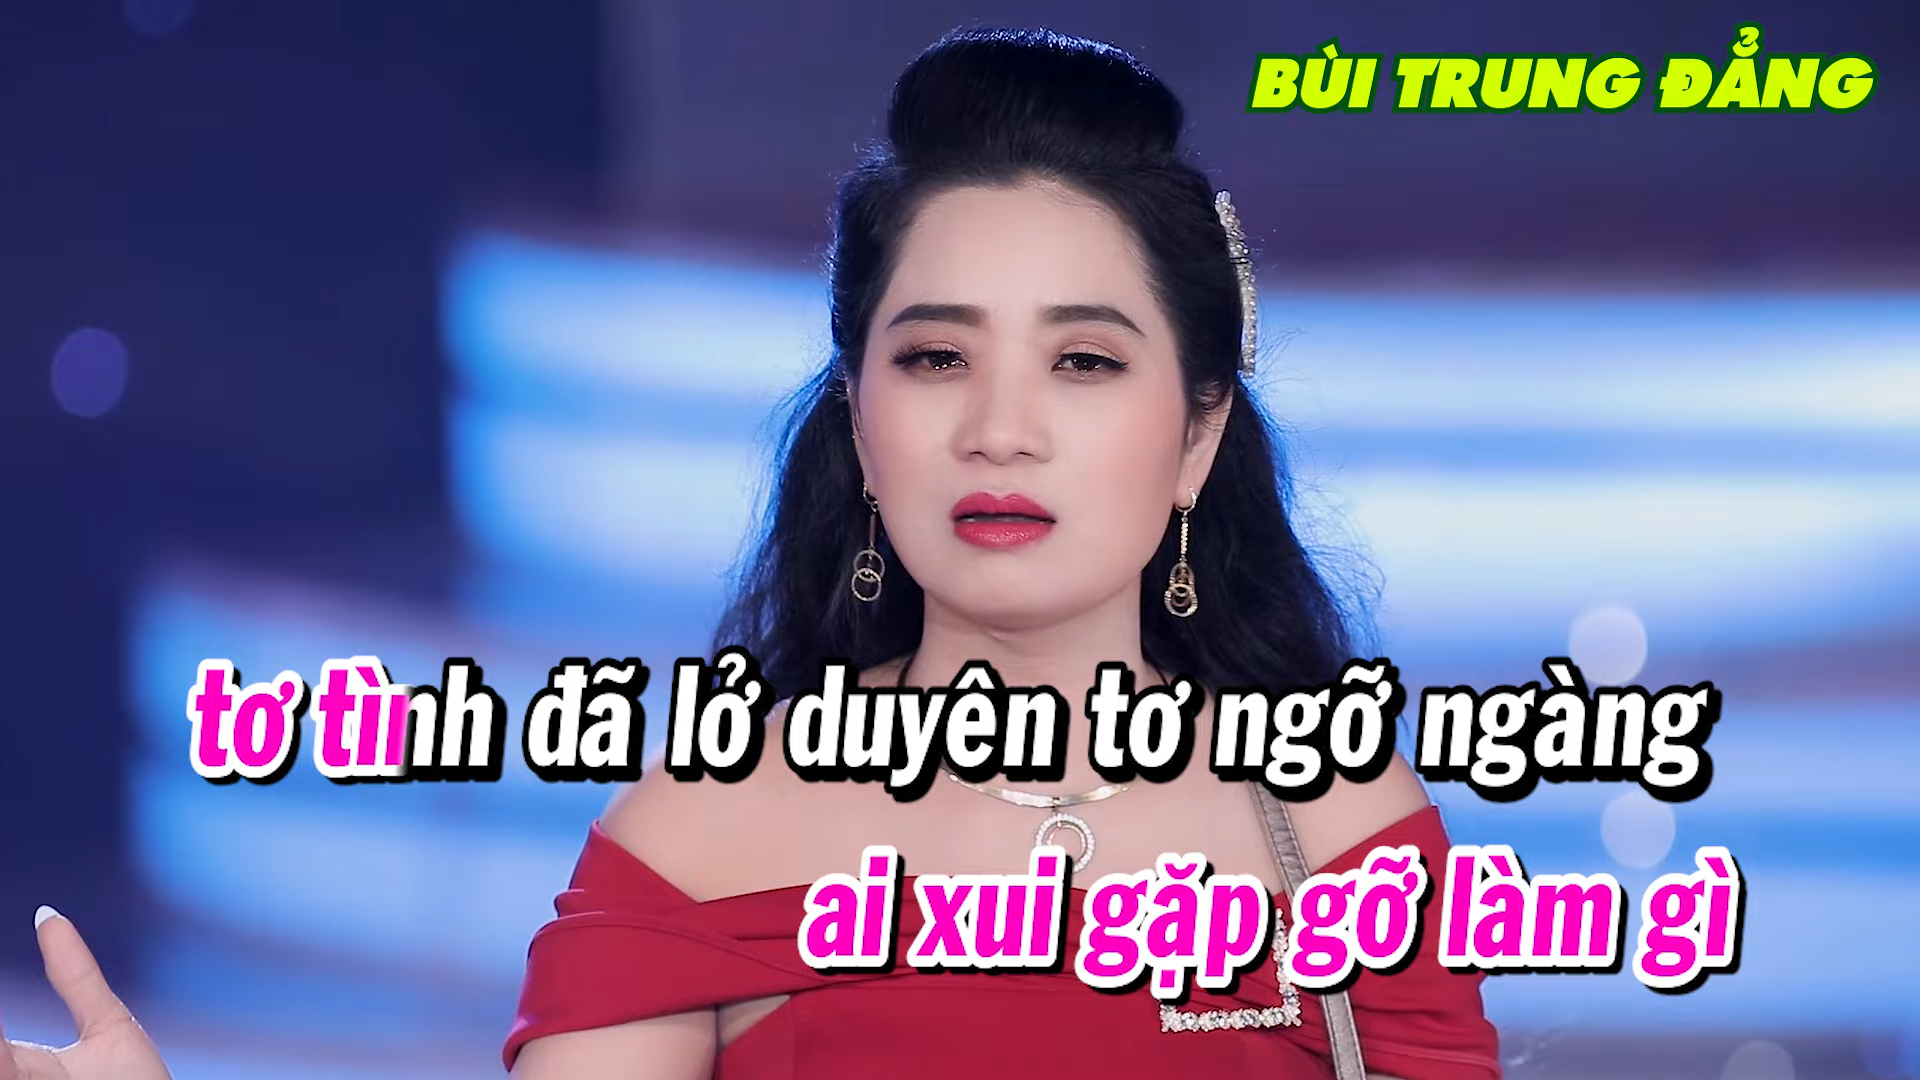 BÙI TRUNG ĐẲNG
tơ tình đã lở duyên tơ ngỡ ngàng
ai xui gặp gỡ làm gì